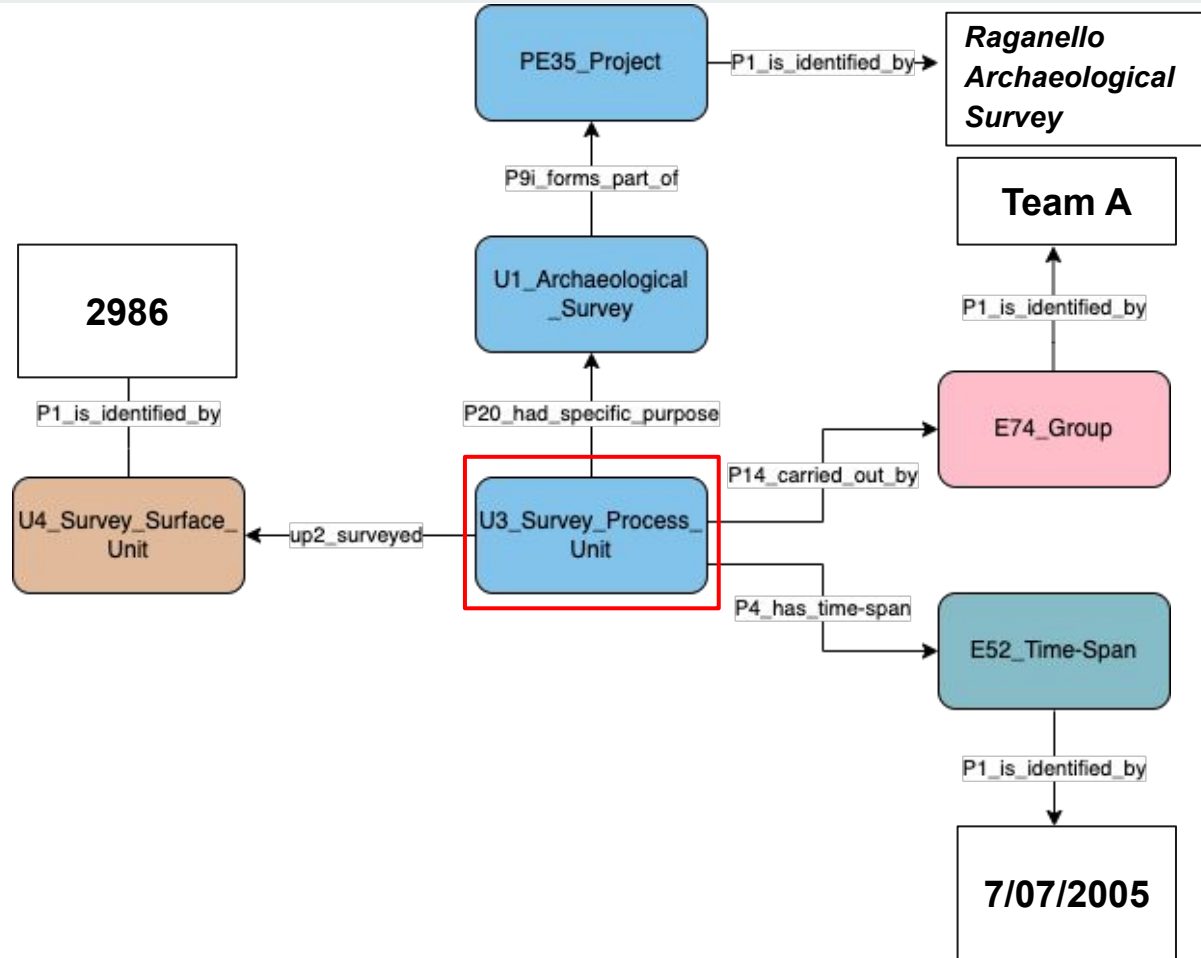 PE35_Project
P1_is_identified_by
Raganello
Archaeological
Survey
P9i_forms_part_of
Team A
2986
U1_Archaeological
_Survey
P1_is_identified_by
P1_is_identified_by
P20_had_specific_purpose
E74_Group
P14_carried_out_by
U4_Survey_Surface_
Unit
up2_surveyed
U3_Survey_Process_
Unit
P4_has_time-span
E52_Time-Span
P1_is_identified_by
7/07/2005